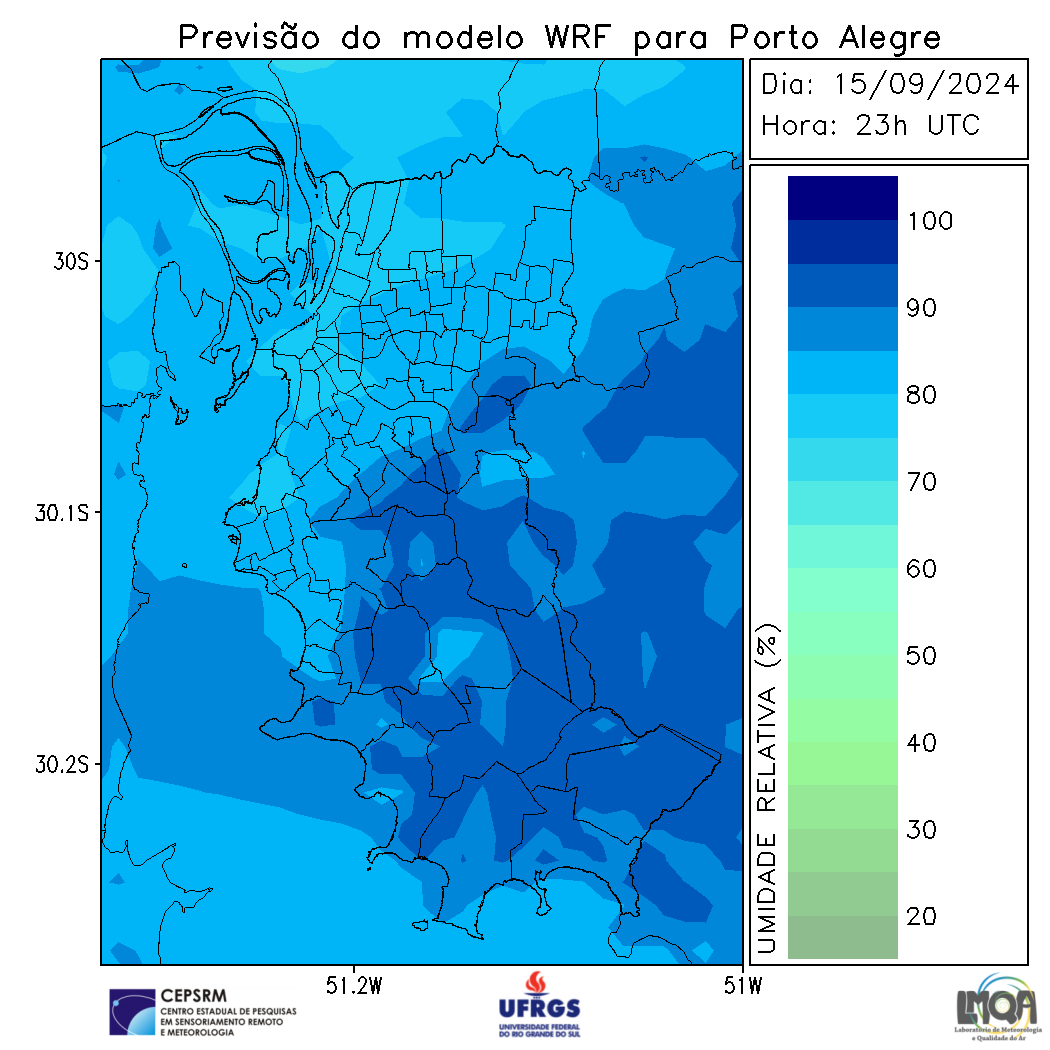 Previsão do modelo WRF para Porto Alegre
Dia: 15/09/2024
Hora: 23h UTC
30S
30.1S
30.2S
51.2W
51W
100
90
80
70
60
50
40
30
20
UMIDADE RELATIVA (%)
CEPSRM
CENTRO ESTADUAL DE PESQUISAS
EM SENSORIAMENTO REMOTO
E METEOROLOGIA
UFRGS
UNIVERSIDADE FEDERAL
DO RIO GRANDE DO SUL
LMQA
Laboratório de Meteorologia
e Qualidade do Ar